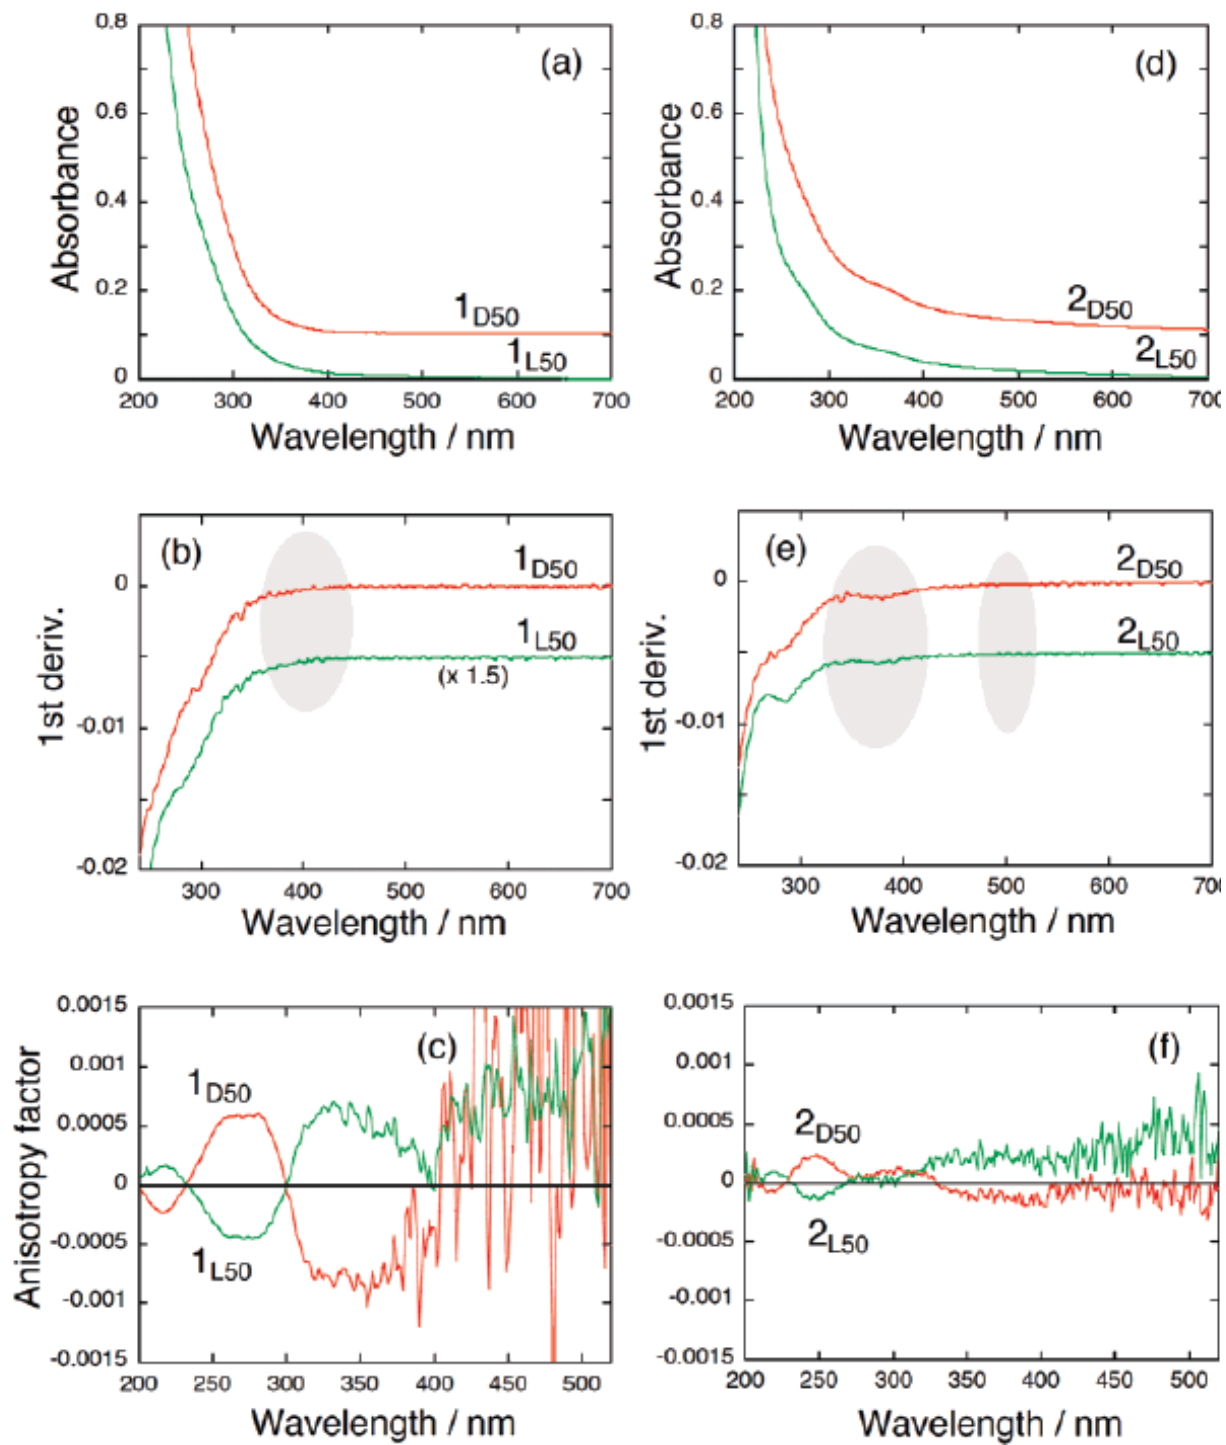 0.8
0.6
0.4
0.2
0
Absorbance
(a)
1D50
1L50
200 300 400 500 600 700
Wavelength / nm
0.8
0.6
0.4
0.2
0
Absorbance
(d)
2D50
2L50
200 300 400 500 600 700
Wavelength / nm
0
-0.01
-0.02
1st deriv.
(b)
1D50
1L50
(x 1.5)
300 400 500 600 700
Wavelength / nm
0
-0.01
-0.02
1st deriv.
(e)
2D50
2L50
300 400 500 600 700
Wavelength / nm
0.0015
0.001
0.0005
0
-0.0005
-0.001
-0.0015
Anisotropy factor
(c)
1D50
1L50
200 250 300 350 400 450 500
Wavelength / nm
0.0015
0.001
0.0005
0
-0.0005
-0.001
-0.0015
(f)
2D50
2L50
200 250 300 350 400 450 500
Wavelength / nm